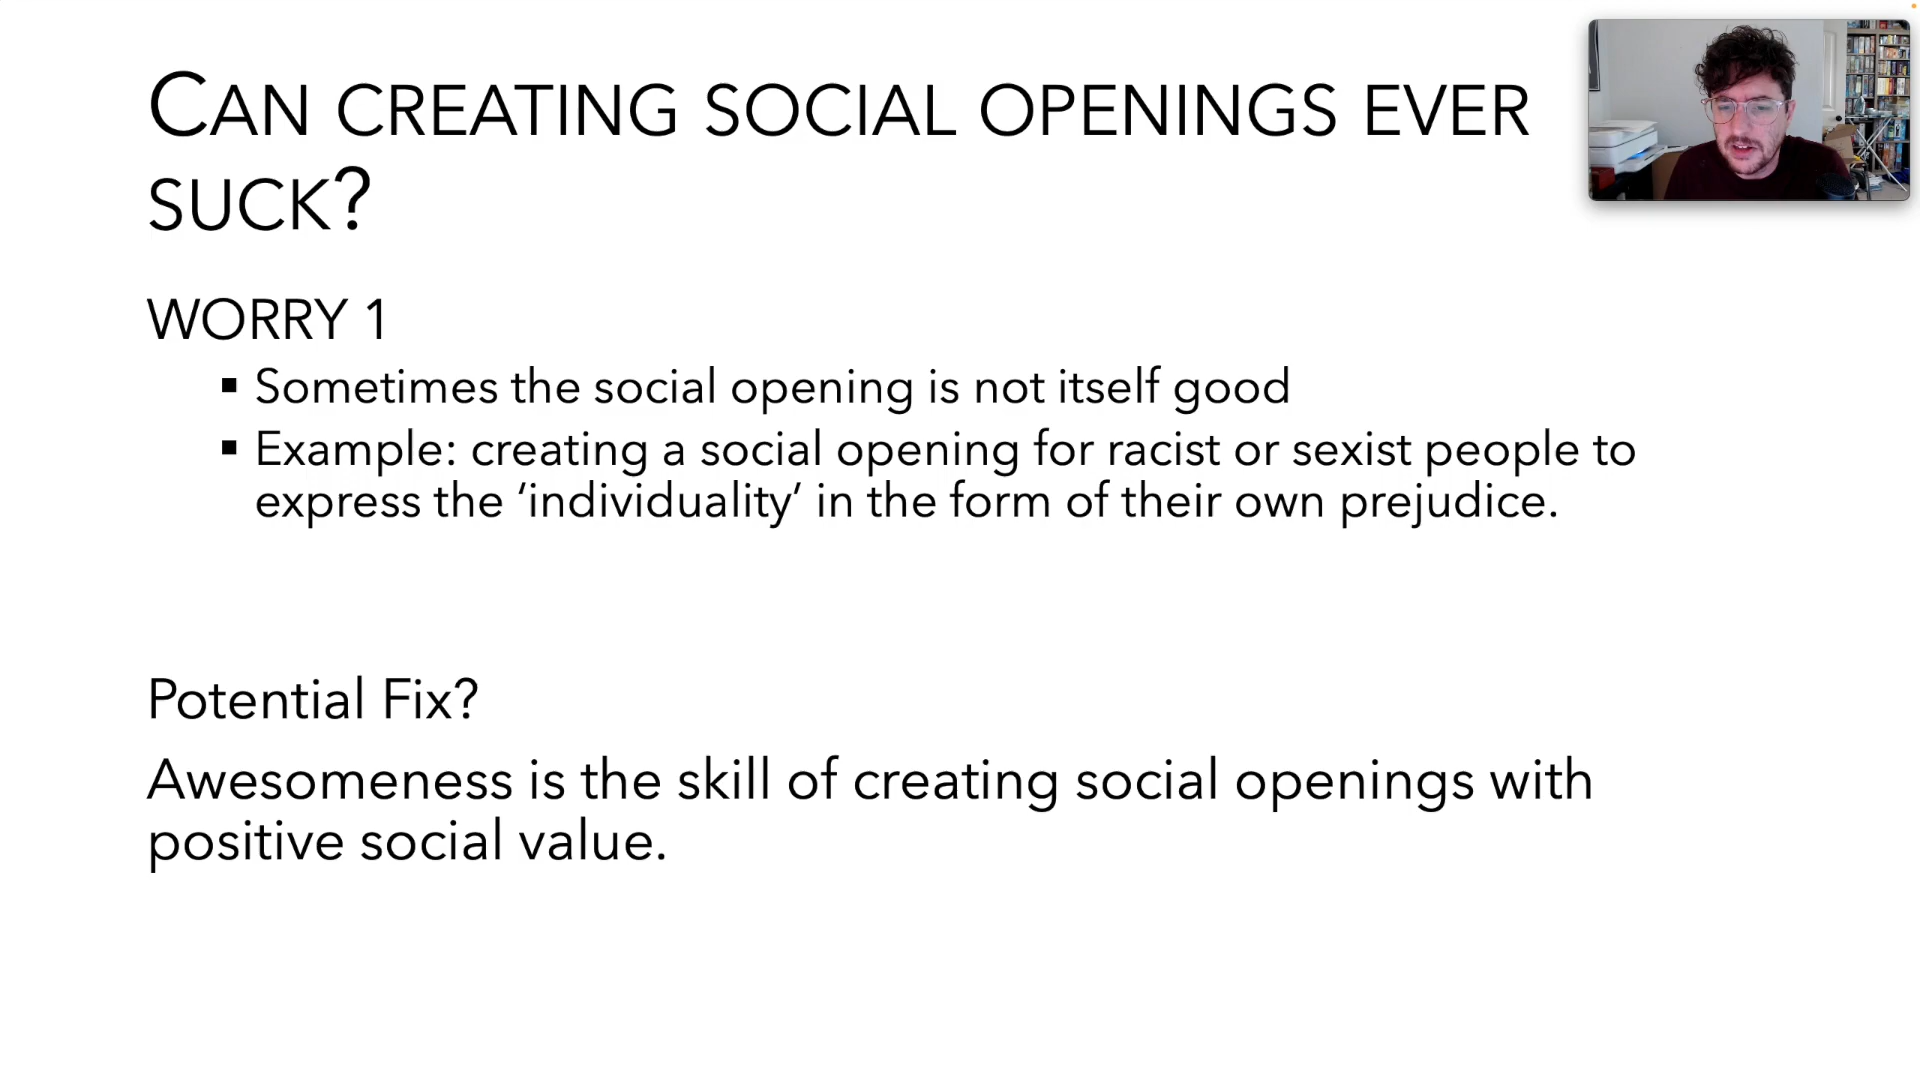 CAN CREATING SOCIAL OPENINGS EVER
SUCK?
WORRY 1
▪ Sometimes the social opening is not itself good
▪ Example: creating a social opening for racist or sexist people to
express the ‘individuality’ in the form of their own prejudice.
Potential Fix?
Awesomeness is the skill of creating social openings with
positive social value.